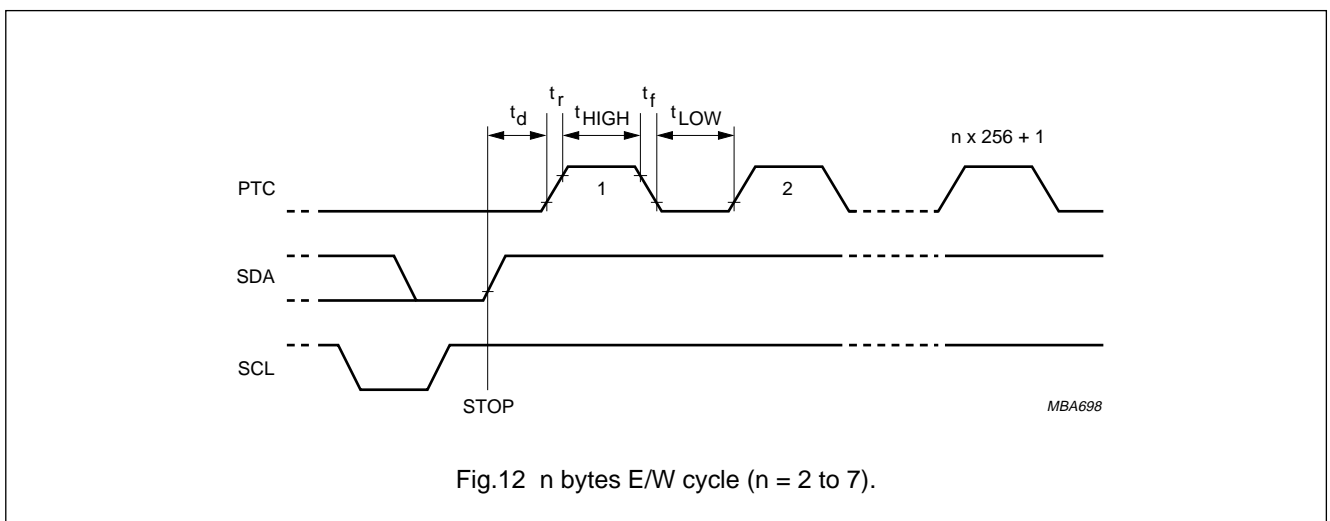 t_r t_f
t_d t_HIGH t_LOW n x 256 + 1
PTC 1 2
SDA
SCL
STOP MBA698
Fig.12 n bytes E/W cycle (n = 2 to 7).